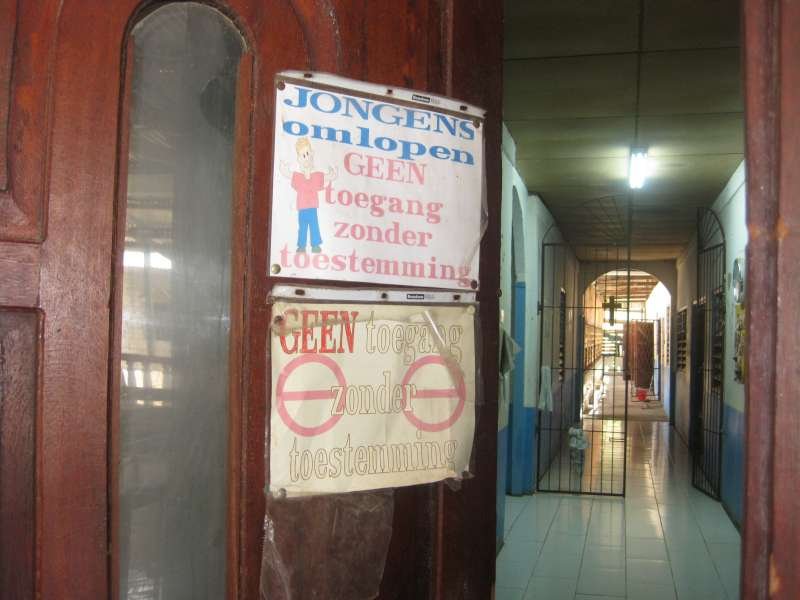 JONGENS
omlopen
GEEN
toegang
zonder
toestemming
GEEN toegang
zonder
toestemming